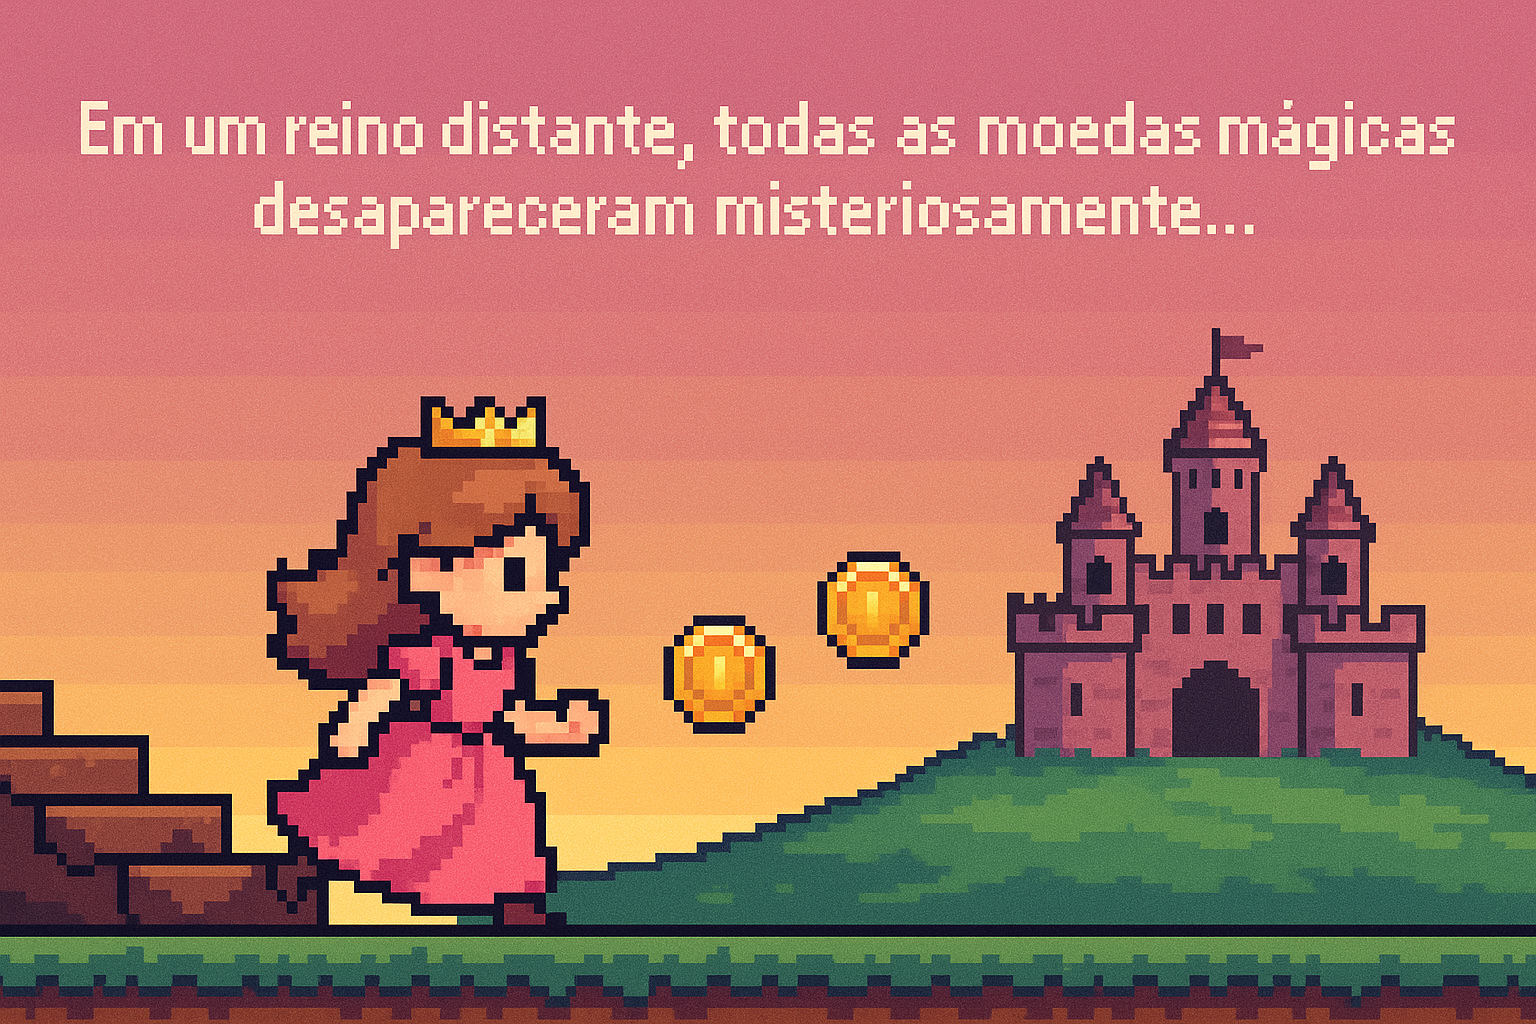 Em um reino distante, todas as moedas mágicas
desapareceram misteriosamente...